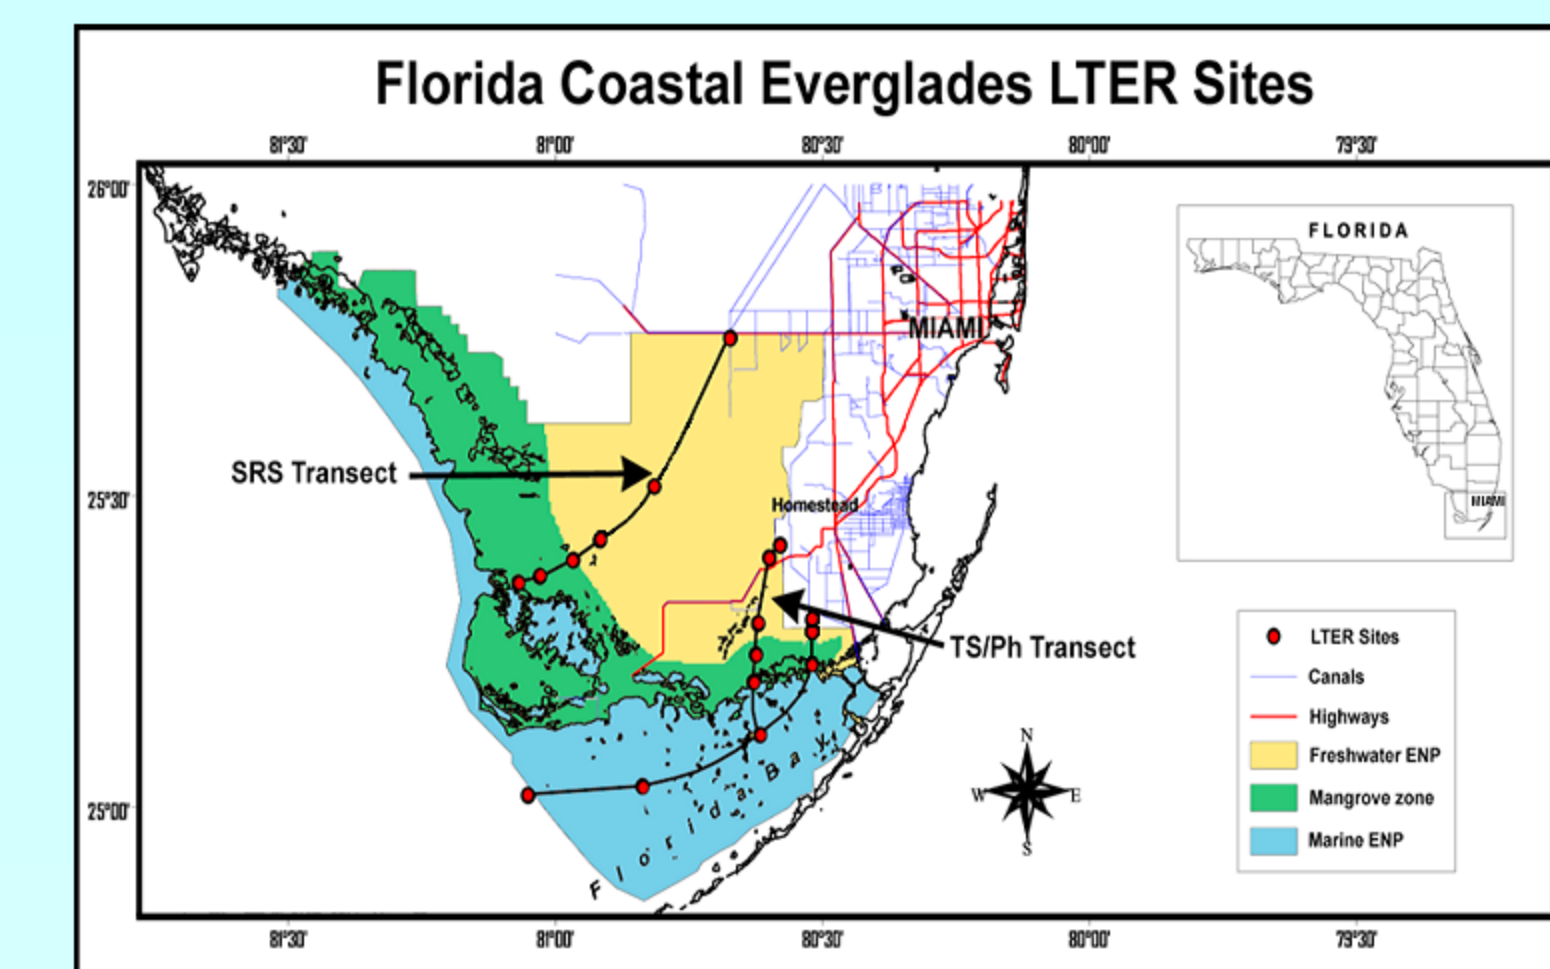 Florida Coastal Everglades LTER Sites
81°30' 81°00' 80°30' 80°00' 79°30'
26°00'
FLORIDA
MIAMI
SRS Transect
25°30'
Homestead
MIAMI
TS/Ph Transect
LTER Sites
Canals
Highways
Freshwater ENP
Mangrove zone
Marine ENP
N
W E
S
25°00'
Florida Bay
81°30' 81°00' 80°30' 80°00' 79°30'